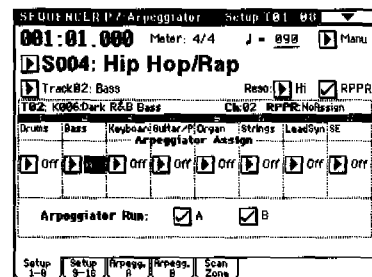 SEQUENCER P7:Arpeggiator Setup T01-08
001:01.000 Meter: 4/4 ♩ = 090 Manu
S004: Hip Hop/Rap
Track02: Bass Reso: Hi RPPR
T02: K006:Dark R&B Bass Ch:02 RPPR:NoAssign
Drums Bass Keyboar Guitar/P Organ Strings LeadSyn SE
Arpeggiator Assign
Off Off Off Off Off Off Off
Arpeggiator Run: A B
Setup 1-8 Setup 9-16 Arpegg. A Arpegg. B Scan Zone